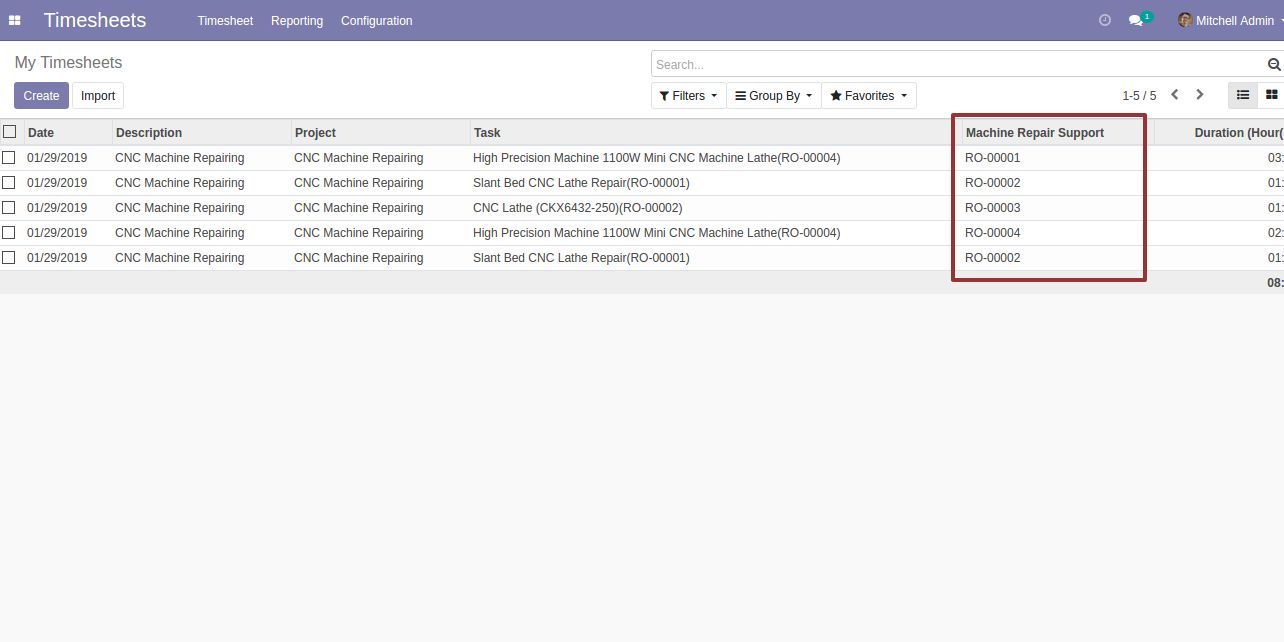 Timesheets Timesheet Reporting Configuration 1 Mitchell Admin
My Timesheets Search...
Create Import Filters Group By Favorites 1-5 / 5
Date Description Project Task Machine Repair Support Duration (Hour(
01/29/2019 CNC Machine Repairing CNC Machine Repairing High Precision Machine 1100W Mini CNC Machine Lathe(RO-00004) RO-00001 03:
01/29/2019 CNC Machine Repairing CNC Machine Repairing Slant Bed CNC Lathe Repair(RO-00001) RO-00002 01:
01/29/2019 CNC Machine Repairing CNC Machine Repairing CNC Lathe (CKX6432-250)(RO-00002) RO-00003 01:
01/29/2019 CNC Machine Repairing CNC Machine Repairing High Precision Machine 1100W Mini CNC Machine Lathe(RO-00004) RO-00004 02:
01/29/2019 CNC Machine Repairing CNC Machine Repairing Slant Bed CNC Lathe Repair(RO-00001) RO-00002 01:
08: